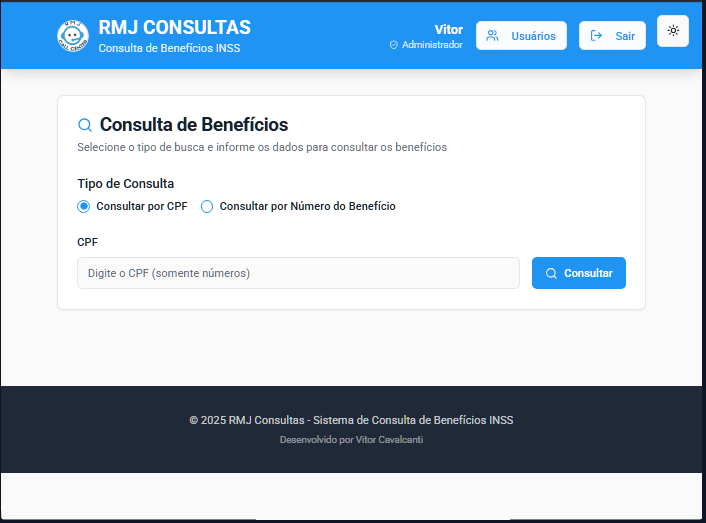 RMJ
CALL CENTER
RMJ CONSULTAS
Consulta de Benefícios INSS
Vitor
Administrador
Usuários
Sair
Consulta de Benefícios
Selecione o tipo de busca e informe os dados para consultar os benefícios
Tipo de Consulta
Consultar por CPF
Consultar por Número do Benefício
CPF
Digite o CPF (somente números)
Consultar
© 2025 RMJ Consultas - Sistema de Consulta de Benefícios INSS
Desenvolvido por Vitor Cavalcanti